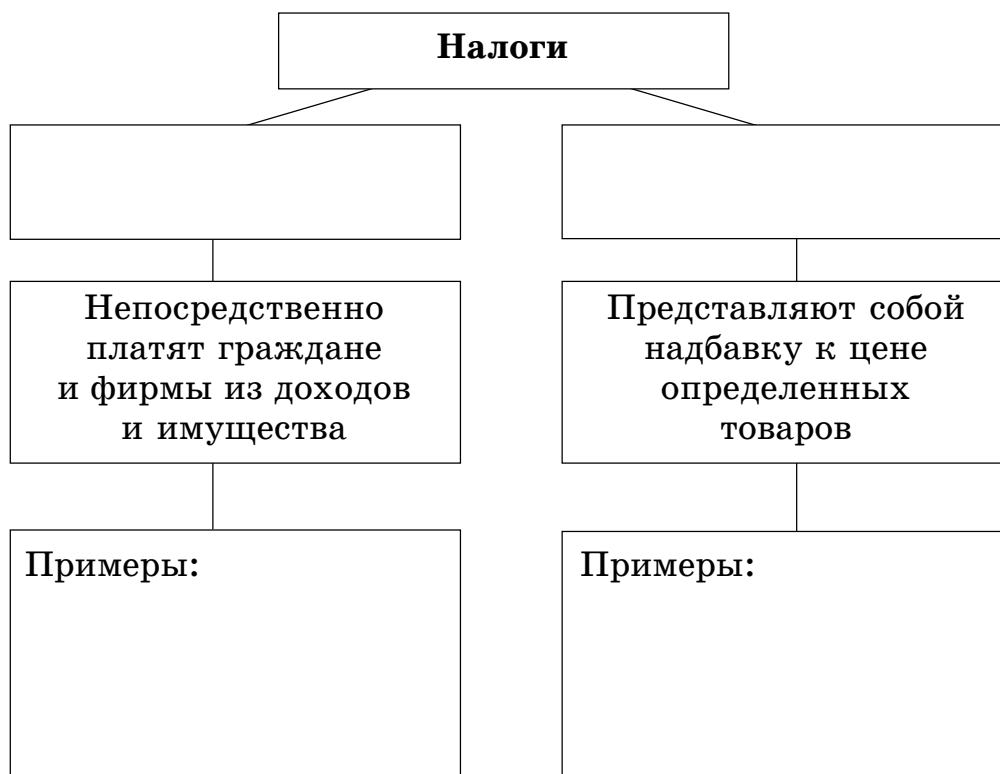 Налоги
Непосредственно
платят граждане
и фирмы из доходов
и имущества
Представляют собой
надбавку к цене
определенных
товаров
Примеры:
Примеры: